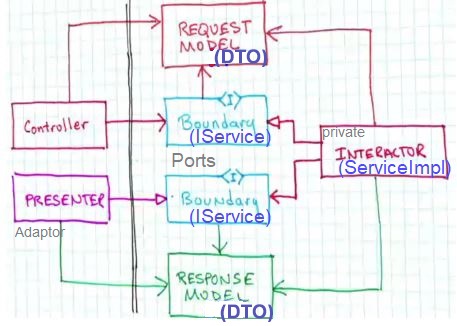 REQUEST
MODEL
(DTO)
<I>
Controller
Boundary
(IService)
private
INTERACTOR
(ServiceImpl)
Ports
<I>
PRESENTER
Boundary
(IService)
Adaptor
RESPONSE
MODEL
(DTO)